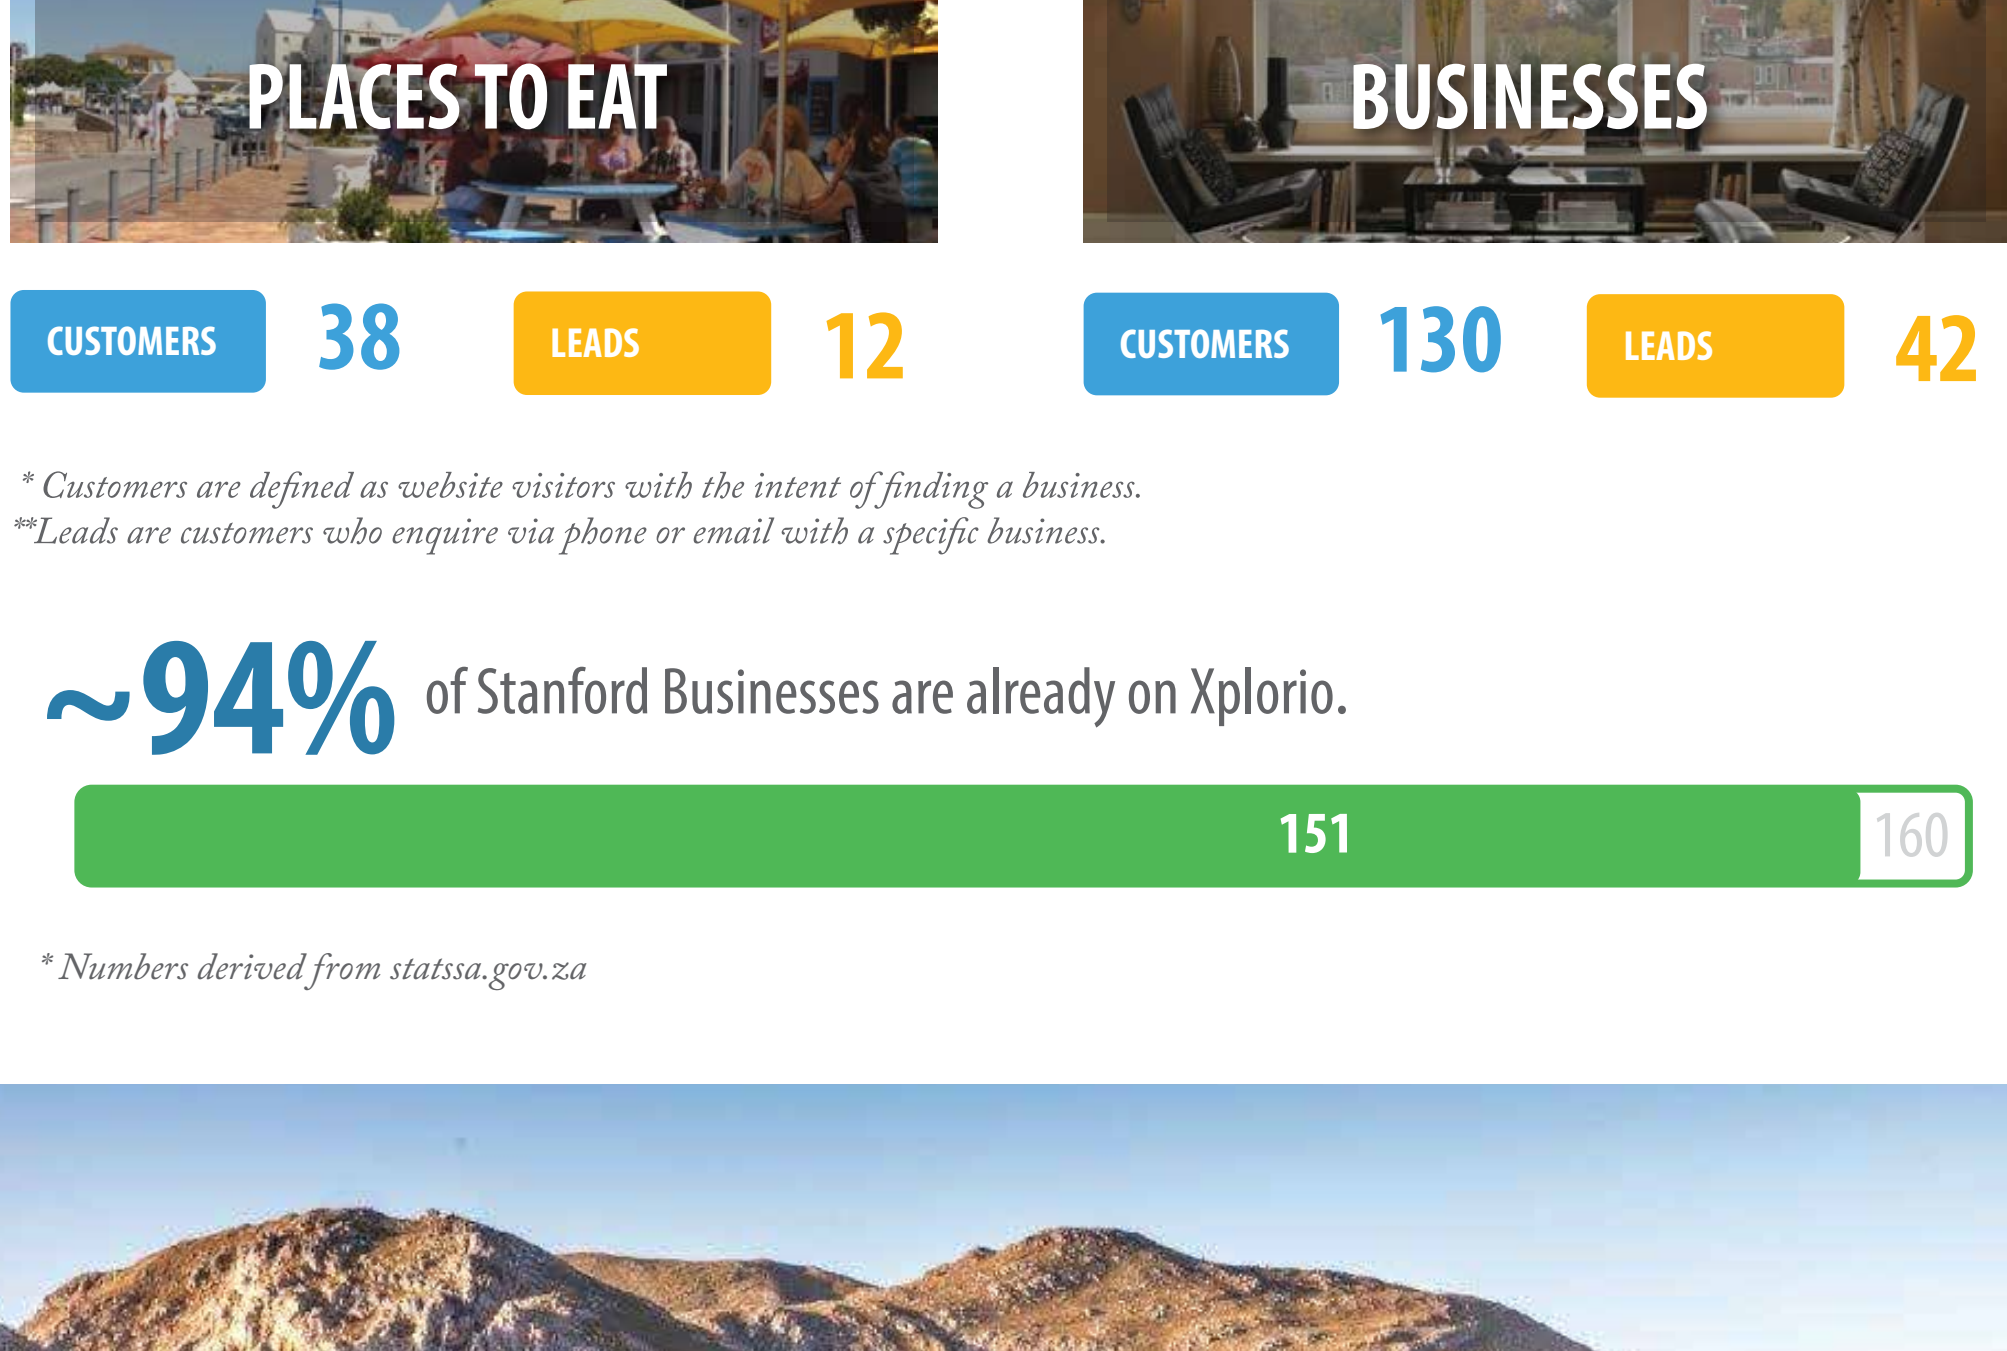 PLACES TO EAT
BUSINESSES
CUSTOMERS 38 LEADS 12
CUSTOMERS 130 LEADS 42
* Customers are defined as website visitors with the intent of finding a business.
**Leads are customers who enquire via phone or email with a specific business.
~94% of Stanford Businesses are already on Xplorio.
151 160
* Numbers derived from statssa.gov.za